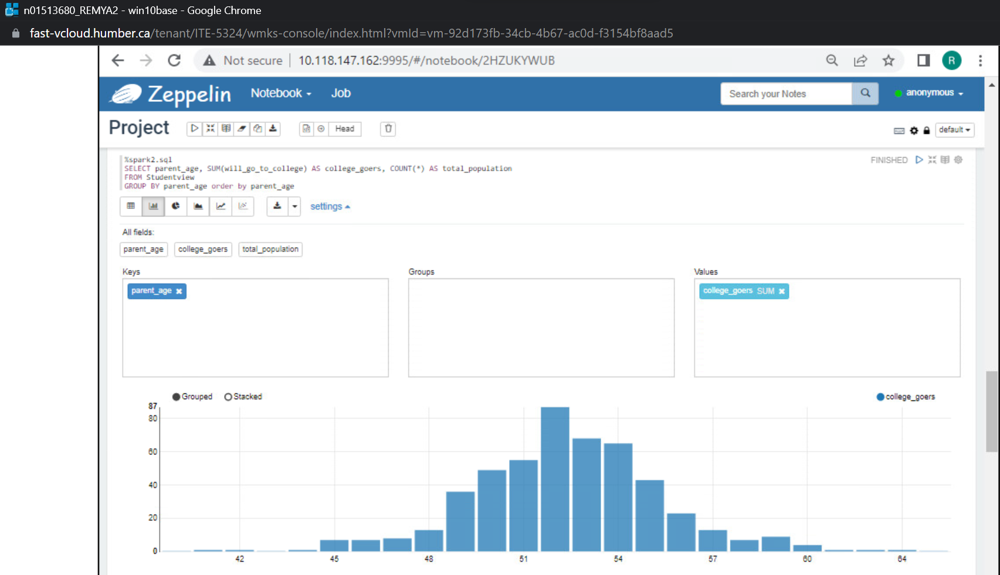 n01513680_REMYA2 - win10base - Google Chrome
fast-vcloud.humber.ca/tenant/ITE-5324/wmks-console/index.html?vmId=vm-92d173fb-34cb-4b67-ac0d-f3154bf8aad5
Not secure 10.118.147.162:9995/#/notebook/2HZUKYWUB R
Zeppelin Notebook Job Search your Notes anonymous
Project Head default
%spark2.sql FINISHED
SELECT parent_age, SUM(will_go_to_college) AS college_goers, COUNT(*) AS total_population
FROM Studentview
GROUP BY parent_age order by parent_age
settings
All fields:
parent_age college_goers total_population
Keys Groups Values
parent_age college_goers SUM
Grouped Stacked college_goers
87
80
60
40
20
0
42 45 48 51 54 57 60 64